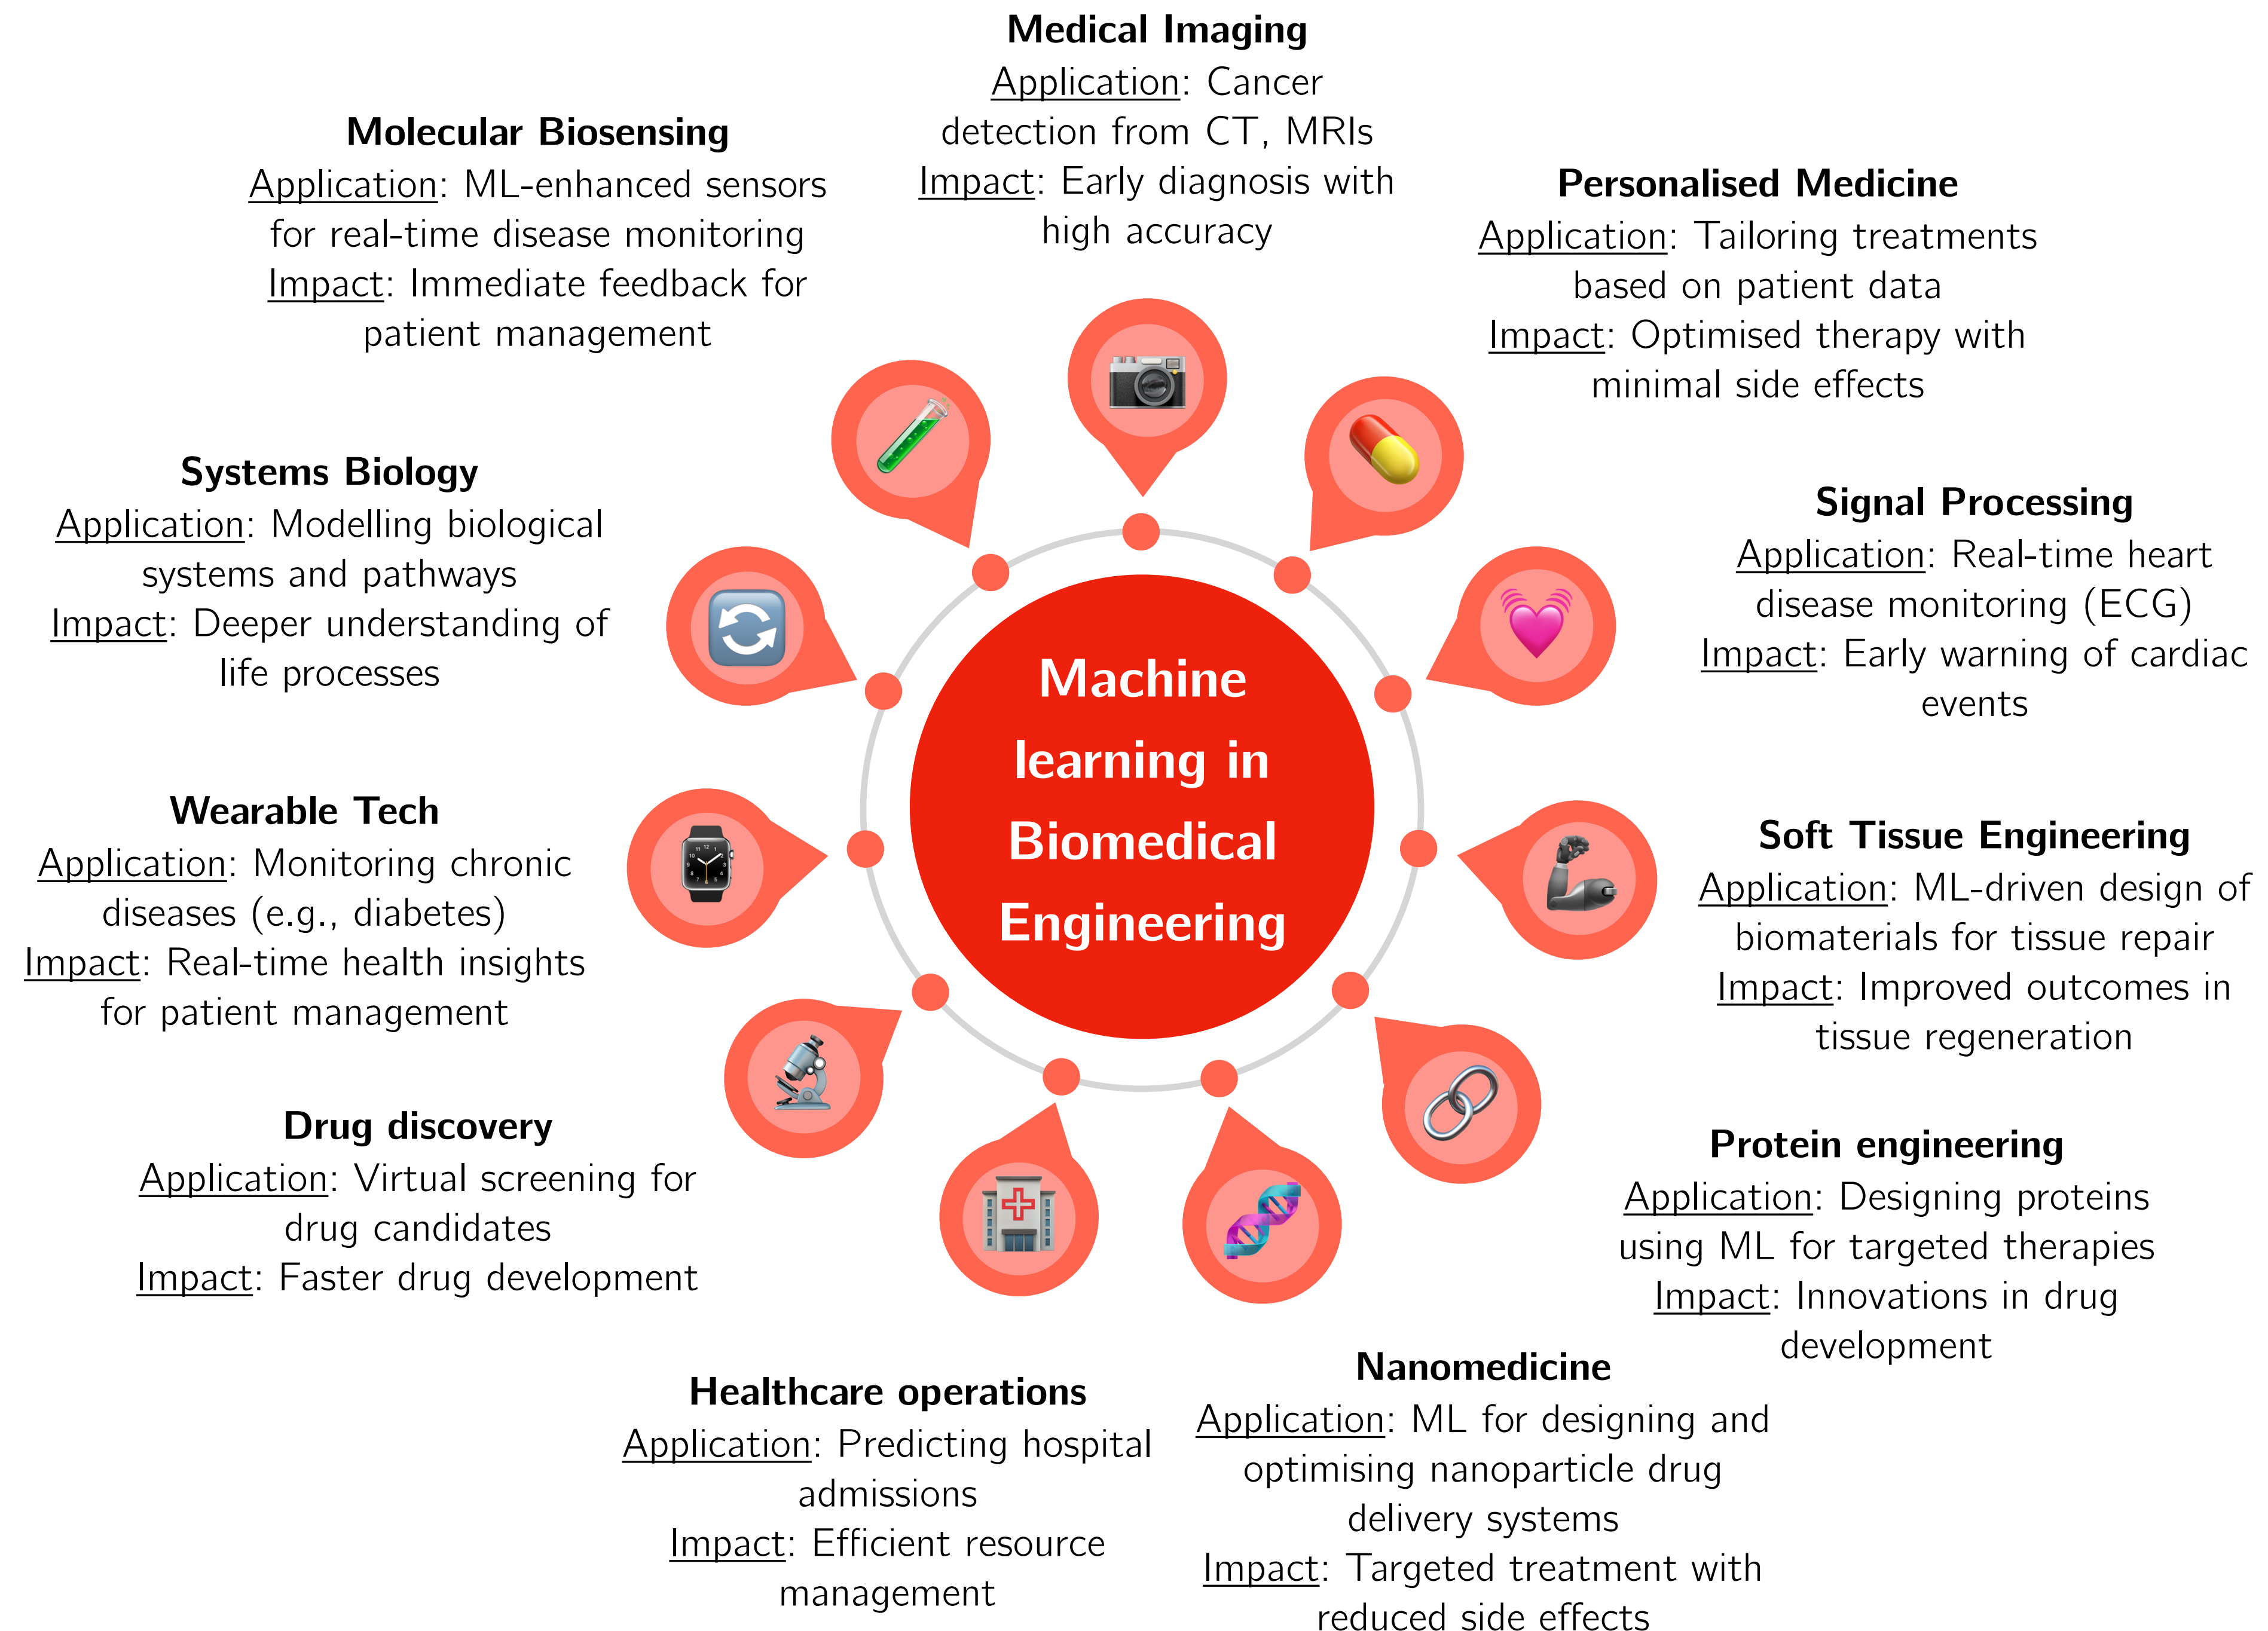 Medical Imaging
Application: Cancer
detection from CT, MRIs
Impact: Early diagnosis with
high accuracy
Personalised Medicine
Application: Tailoring treatments
based on patient data
Impact: Optimised therapy with
minimal side effects
Signal Processing
Application: Real-time heart
disease monitoring (ECG)
Impact: Early warning of cardiac
events
Soft Tissue Engineering
Application: ML-driven design of
biomaterials for tissue repair
Impact: Improved outcomes in
tissue regeneration
Protein engineering
Application: Designing proteins
using ML for targeted therapies
Impact: Innovations in drug
development
Nanomedicine
Application: ML for designing and
optimising nanoparticle drug
delivery systems
Impact: Targeted treatment with
reduced side effects
Healthcare operations
Application: Predicting hospital
admissions
Impact: Efficient resource
management
Drug discovery
Application: Virtual screening for
drug candidates
Impact: Faster drug development
Wearable Tech
Application: Monitoring chronic
diseases (e.g., diabetes)
Impact: Real-time health insights
for patient management
Systems Biology
Application: Modelling biological
systems and pathways
Impact: Deeper understanding of
life processes
Molecular Biosensing
Application: ML-enhanced sensors
for real-time disease monitoring
Impact: Immediate feedback for
patient management
Machine
learning in
Biomedical
Engineering